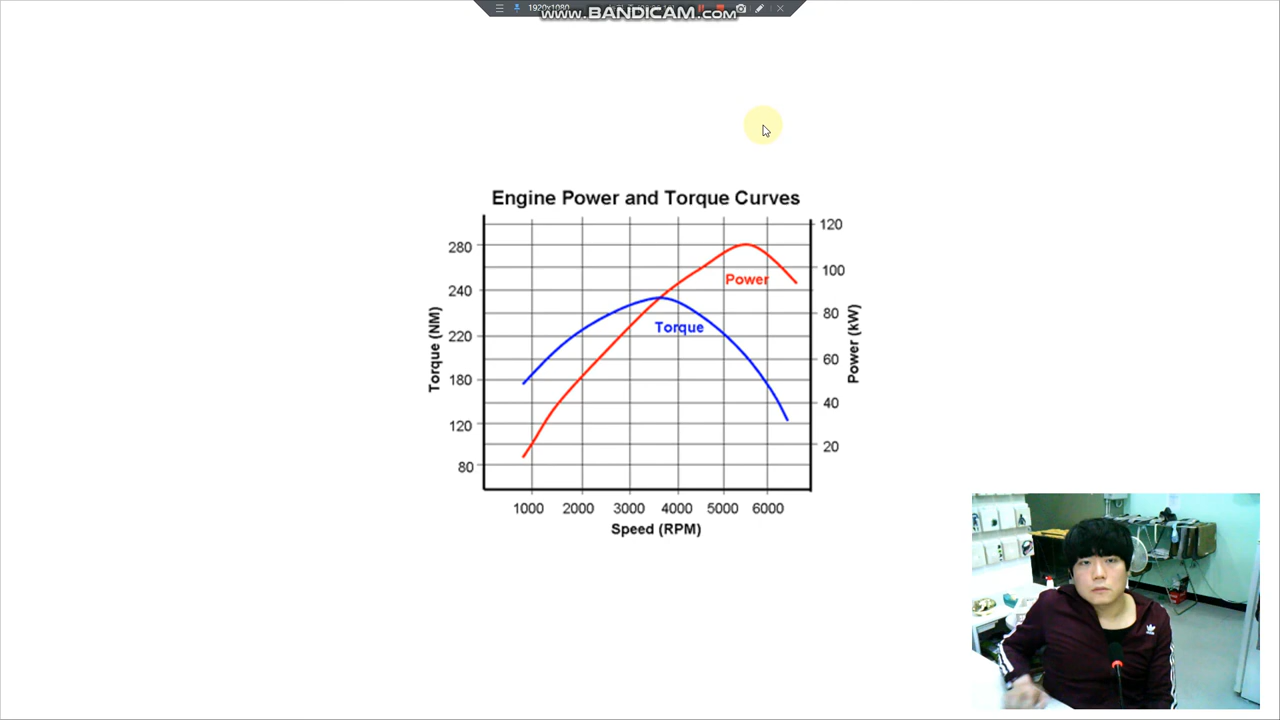 1920x1080
www.BANDICAM.com
Engine Power and Torque Curves
120
280
100
Power
240
80
Torque
220
60
180
40
120
20
80
Torque (NM)
Power (kW)
1000 2000 3000 4000 5000 6000
Speed (RPM)